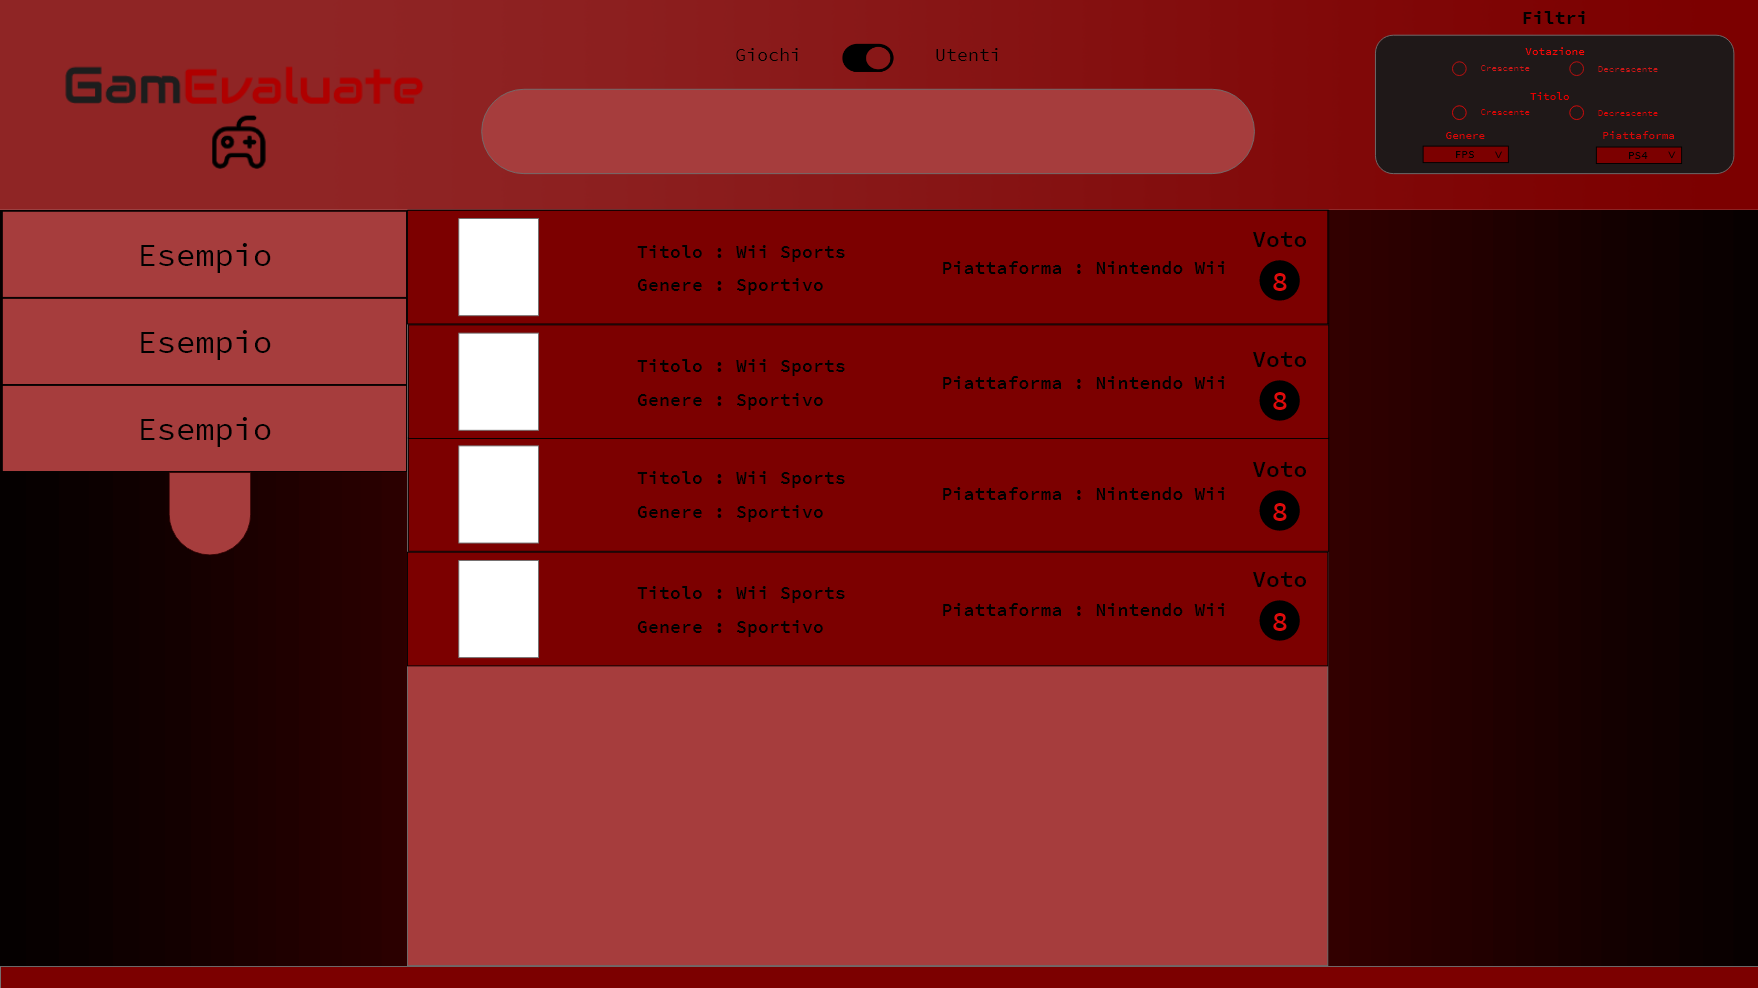 GamEvaluate
Giochi Utenti
Filtri
Votazione
Crescente Decrescente
Titolo
Crescente Decrescente
Genere Piattaforma
FPS V PS4 V
Esempio
Esempio
Esempio
Titolo : Wii Sports
Genere : Sportivo
Piattaforma : Nintendo Wii
Voto
8
Titolo : Wii Sports
Genere : Sportivo
Piattaforma : Nintendo Wii
Voto
8
Titolo : Wii Sports
Genere : Sportivo
Piattaforma : Nintendo Wii
Voto
8
Titolo : Wii Sports
Genere : Sportivo
Piattaforma : Nintendo Wii
Voto
8